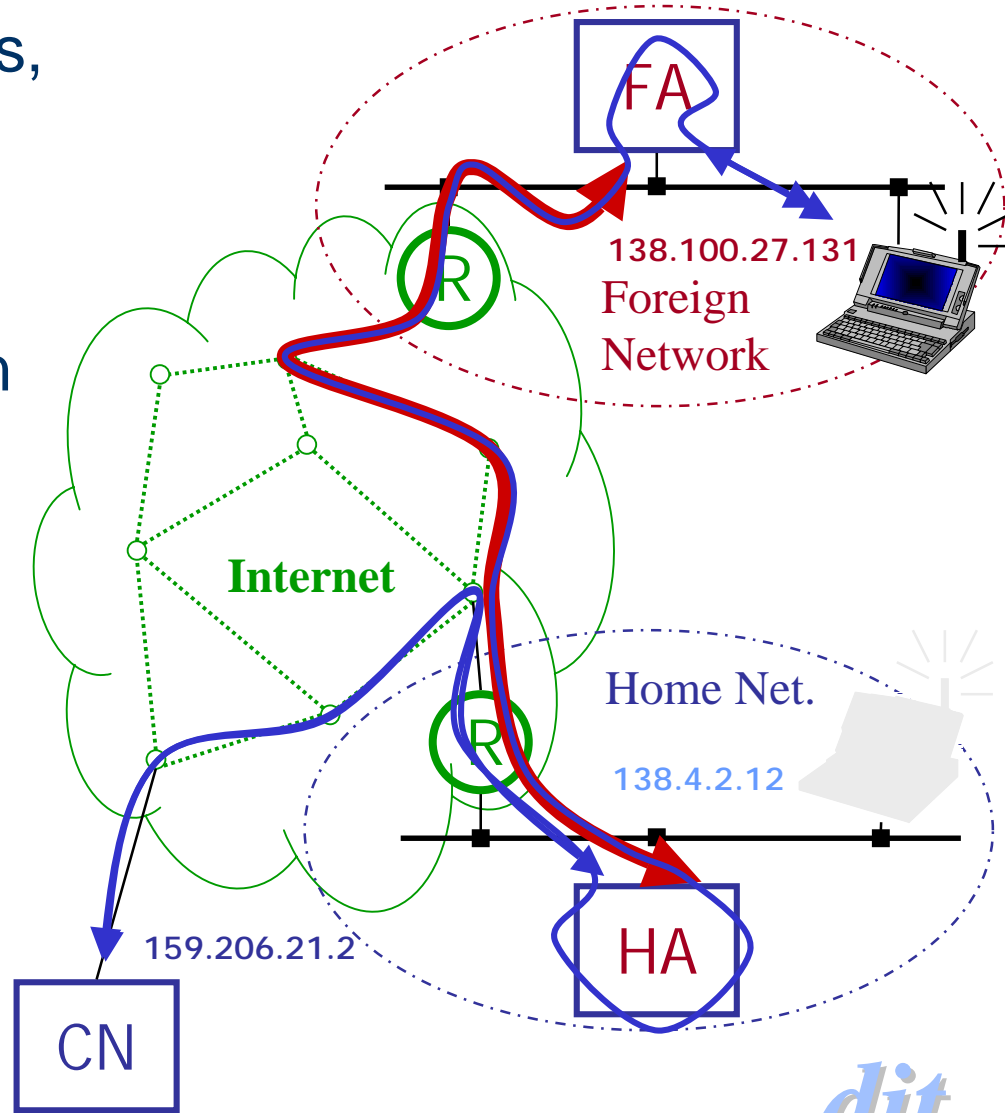 s,
FA
138.100.27.131
R
Foreign
Network
n
Internet
Home Net.
R
138.4.2.12
159.206.21.2
HA
CN
dit